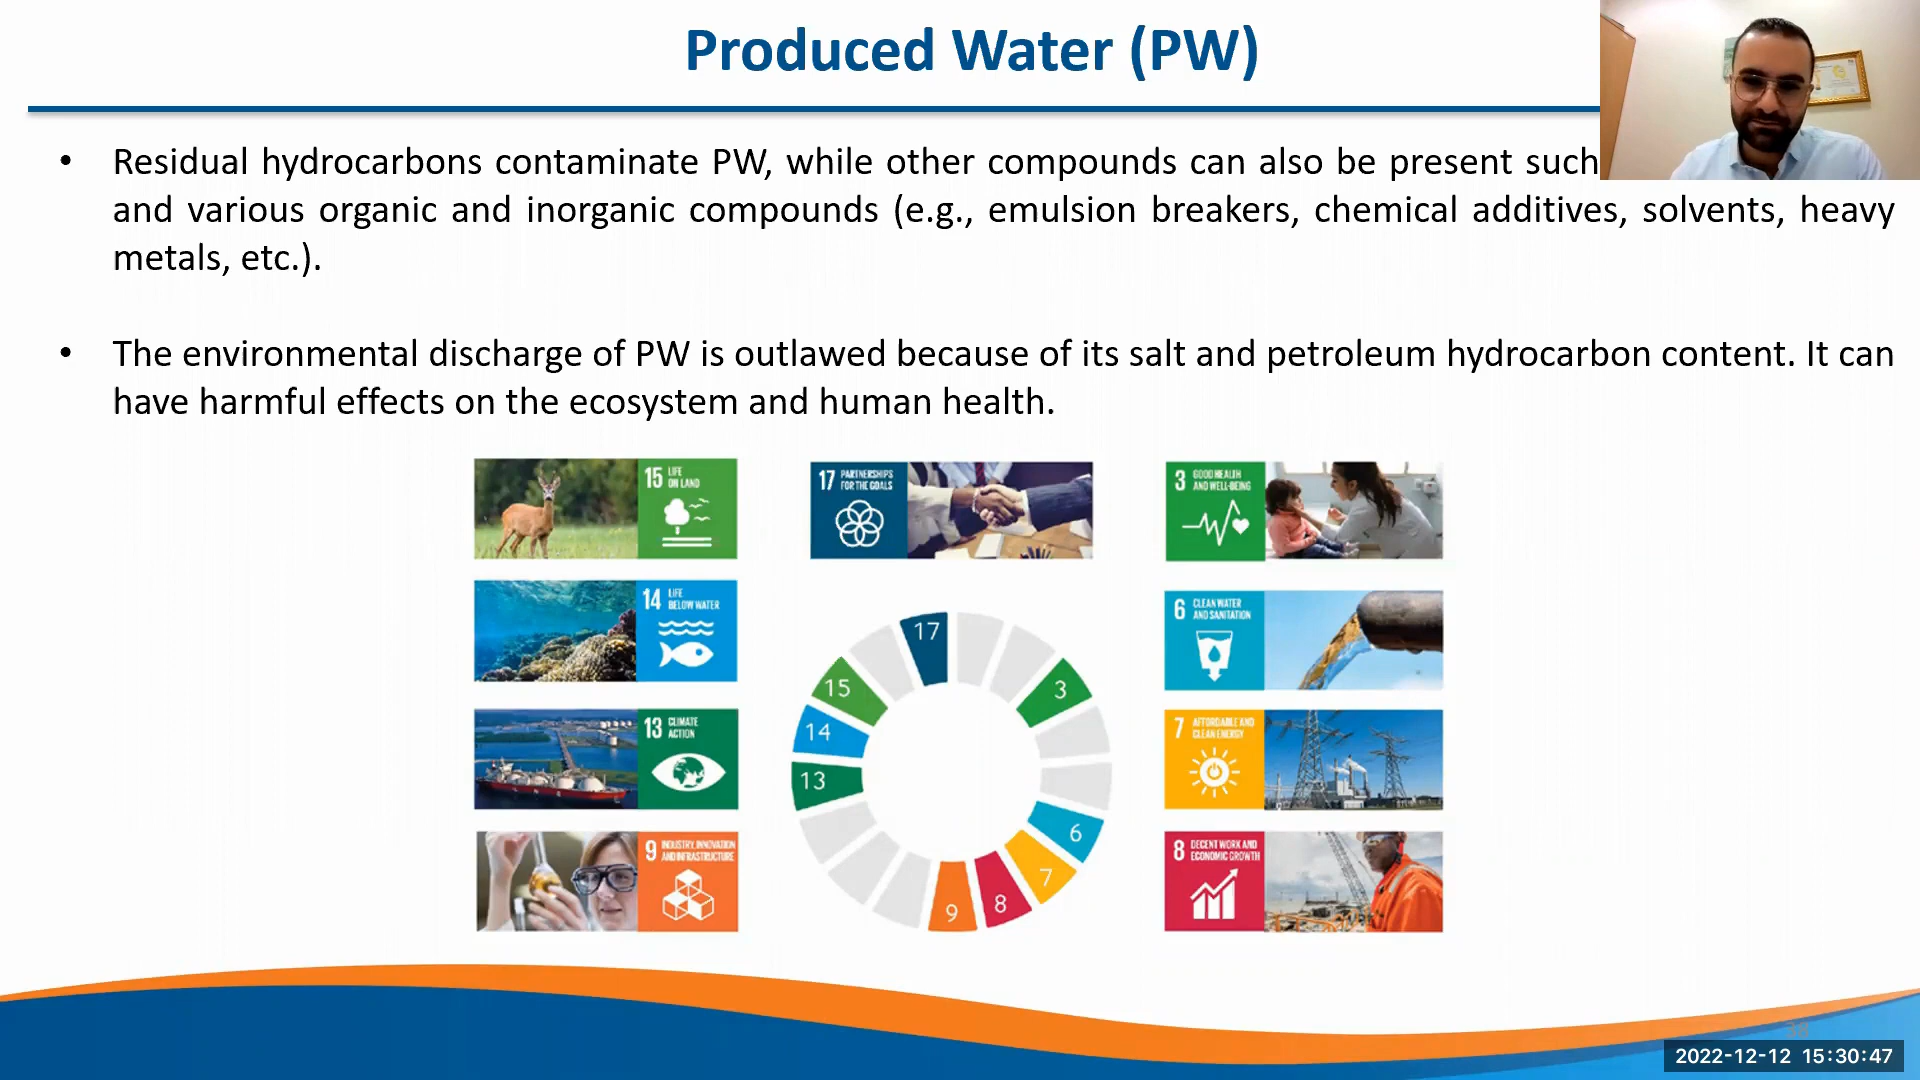 Produced Water (PW)
• Residual hydrocarbons contaminate PW, while other compounds can also be present such
and various organic and inorganic compounds (e.g., emulsion breakers, chemical additives, solvents, heavy
metals, etc.).
• The environmental discharge of PW is outlawed because of its salt and petroleum hydrocarbon content. It can
have harmful effects on the ecosystem and human health.
15 LIFE
ON LAND
17 PARTNERSHIPS
FOR THE GOALS
3 GOOD HEALTH
AND WELL-BEING
14 LIFE
BELOW WATER
6 CLEAN WATER
AND SANITATION
13 CLIMATE
ACTION
7 AFFORDABLE AND
CLEAN ENERGY
9 INDUSTRY, INNOVATION
AND INFRASTRUCTURE
8 DECENT WORK AND
ECONOMIC GROWTH
17
15
3
14
13
6
7
8
9
2022-12-12 15:30:47